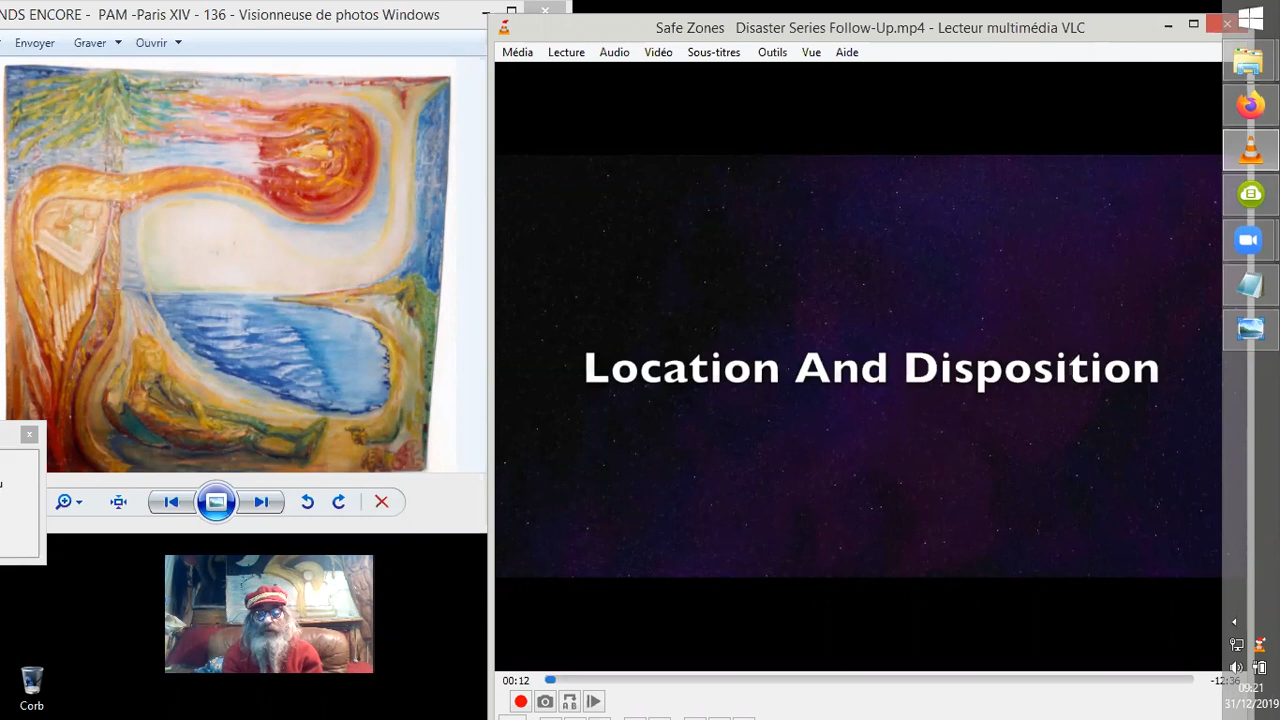 NDS ENCORE - PAM -Paris XIV - 136 - Visionneuse de photos Windows
Envoyer Graver Ouvrir
Safe Zones Disaster Series Follow-Up.mp4 - Lecteur multimédia VLC
Média Lecture Audio Vidéo Sous-titres Outils Vue Aide
Location And Disposition
00:12
-12:36
A B
Corb
09:21
31/12/2019